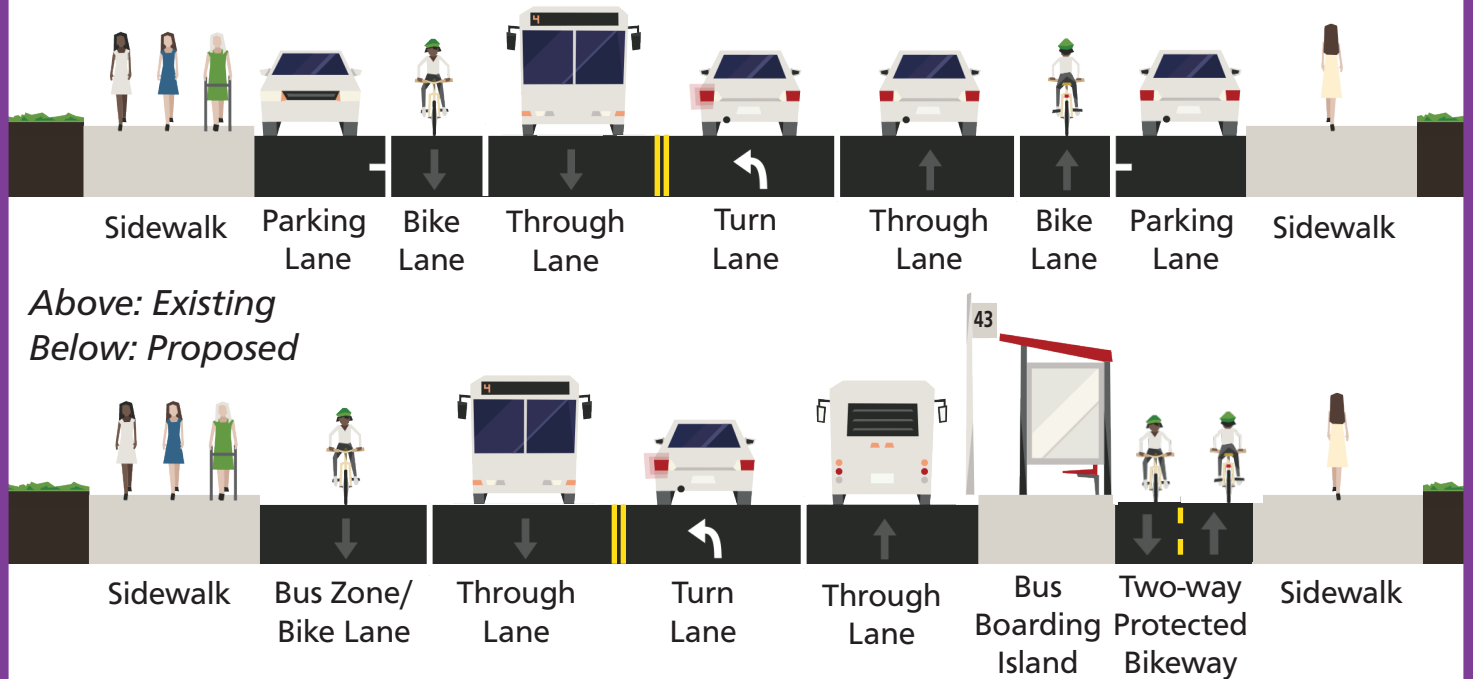 4
Sidewalk
Parking
Lane
Bike
Lane
Through
Lane
Turn
Lane
Through
Lane
Bike
Lane
Parking
Lane
Sidewalk
Above: Existing
Below: Proposed
43
4
Sidewalk
Bus Zone/
Bike Lane
Through
Lane
Turn
Lane
Through
Lane
Bus
Boarding
Island
Two-way
Protected
Bikeway
Sidewalk